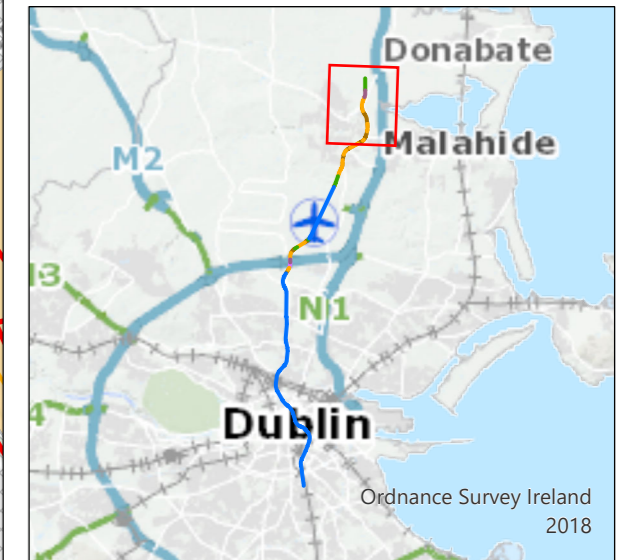 Donabate
Malahide
M2
N1
Dublin
Ordnance Survey Ireland
2018